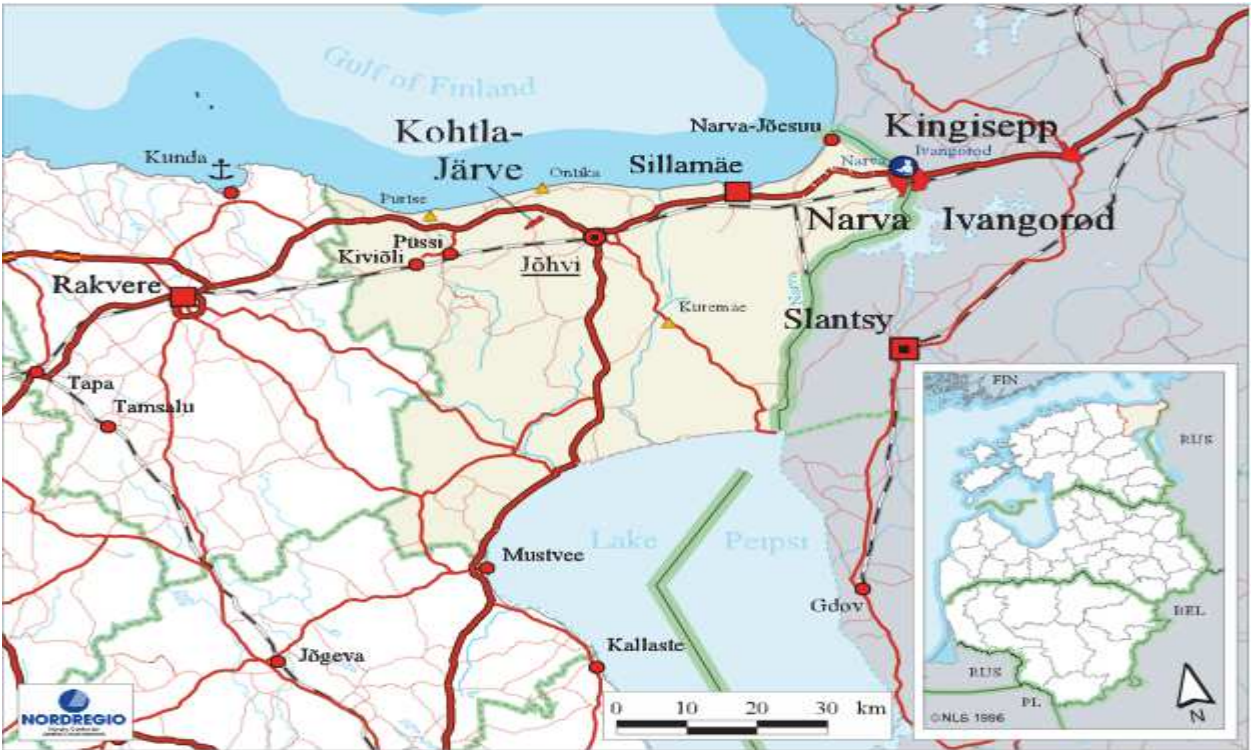 Gulf of Finland
Kunda
Kohtla-
Järve
Ontika
Purtse
Sillamäe
Narva-Jõesuu
Kingisepp
Ivangorod
Narva
Narva
Ivangorod
Püssi
Kiviõli
Jõhvi
Rakvere
Kuremäe
Narva
Slantsy
Tapa
Tamsalu
Lake Peipsi
Mustvee
Gdov
Kallaste
Jõgeva
NORDREGIO
0 10 20 30 km
FIN
RUS
BEL
RUS
PL
©NLS 1996
N